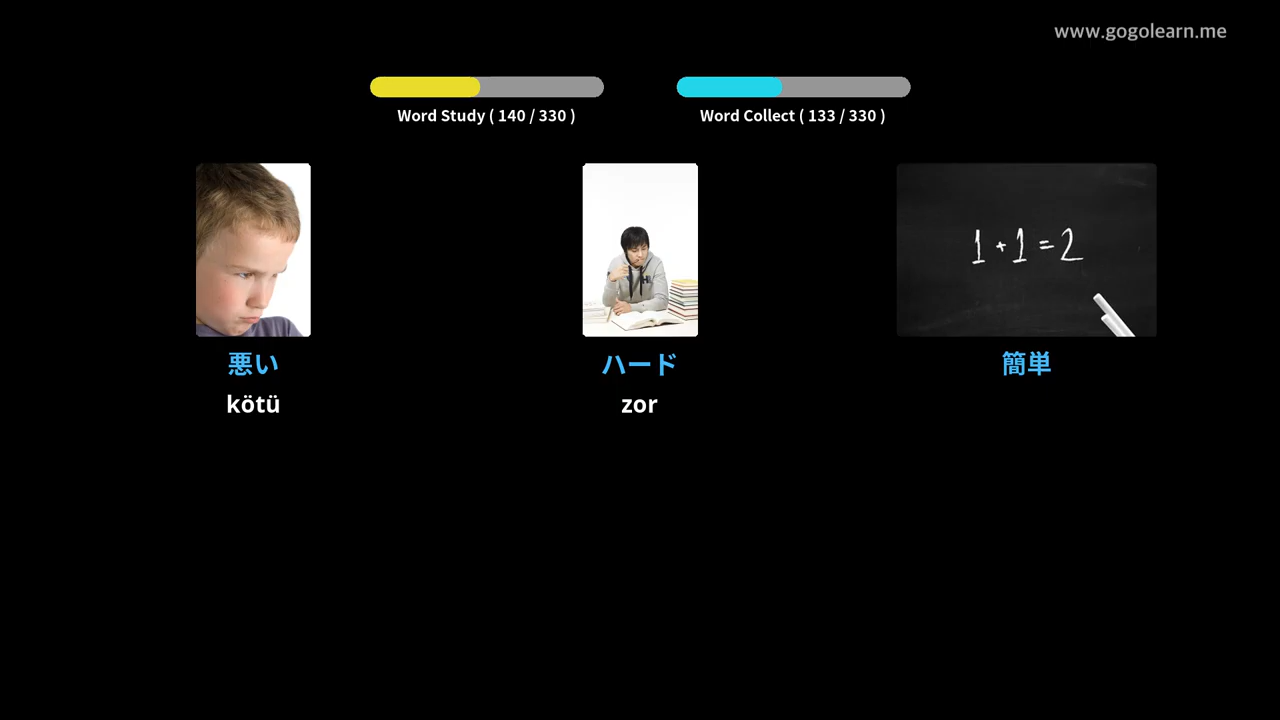 www.gogolearn.me
Word Study ( 140 / 330 )
Word Collect ( 133 / 330 )
1 + 1 = 2
悪い
ハード
簡単
kötü
zor